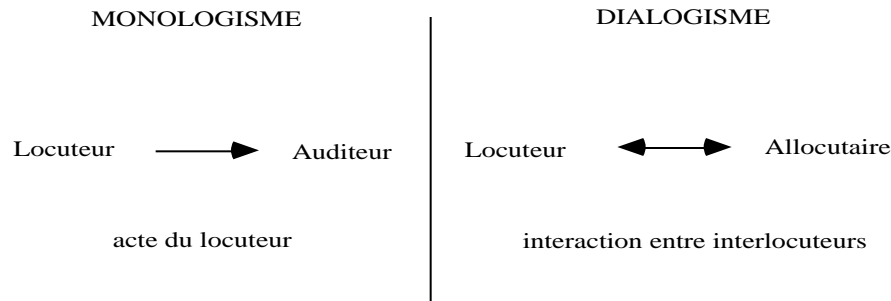 MONOLOGISME
Locuteur Auditeur
acte du locuteur
DIALOGISME
Locuteur Allocutaire
interaction entre interlocuteurs